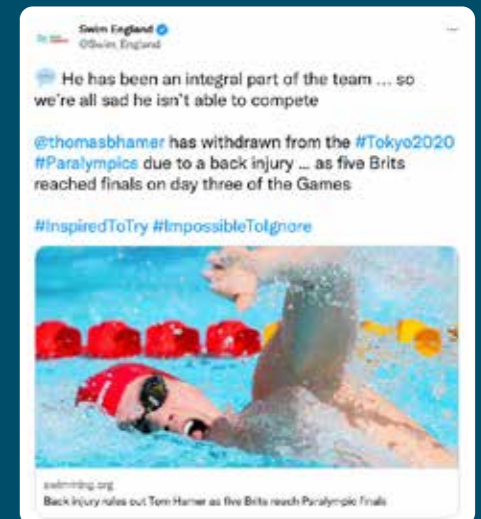 Swim England
@Swim_England
He has been an integral part of the team ... so
we're all sad he isn't able to compete
@thomasbhamer has withdrawn from the #Tokyo2020
#Paralympics due to a back injury ... as five Brits
reached finals on day three of the Games
#InspiredToTry #ImpossibleToIgnore
swimming.org
Back injury rules out Tom Hamer as five Brits reach Paralympic finals